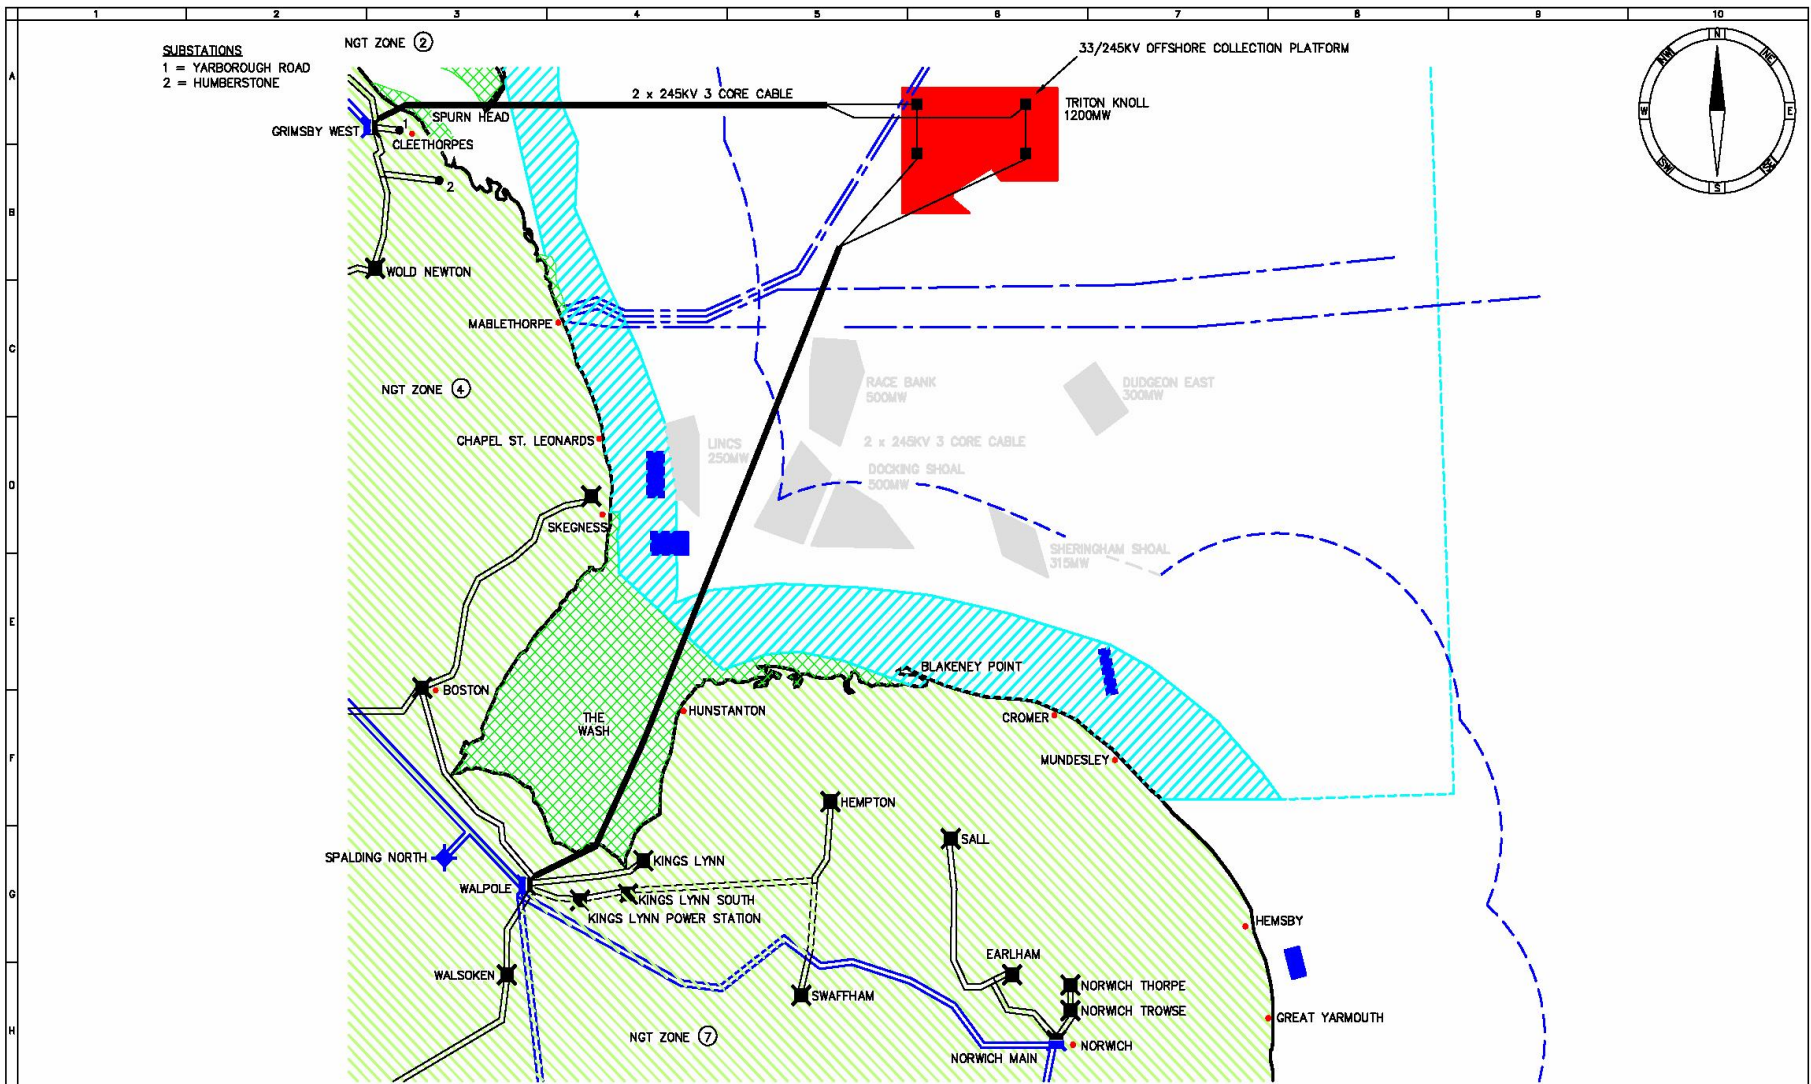 1 2 3 4 5 6 7 8 9 10
A
B
C
D
E
F
G
H
SUBSTATIONS
1 = YARBOROUGH ROAD
2 = HUMBERSTONE
NGT ZONE 2
33/245KV OFFSHORE COLLECTION PLATFORM
N
NE
E
SE
S
SW
W
NW
2 x 245KV 3 CORE CABLE
TRITON KNOLL
1200MW
SPURN HEAD
GRIMSBY WEST
1
CLEETHORPES
2
WOLD NEWTON
MABLETHORPE
NGT ZONE 4
RACE BANK
500MW
DUDGEON EAST
300MW
CHAPEL ST. LEONARDS
LINCS
250MW
2 x 245KV 3 CORE CABLE
DOCKING SHOAL
500MW
SKEGNESS
SHERINGHAM SHOAL
315MW
BLAKENEY POINT
BOSTON
HUNSTANTON
THE
WASH
CROMER
MUNDESLEY
HEMPTON
SALL
SPALDING NORTH
KINGS LYNN
WALPOLE
KINGS LYNN SOUTH
KINGS LYNN POWER STATION
HEMSBY
EARLHAM
WALSOKEN
NORWICH THORPE
SWAFFHAM
NORWICH TROWSE
GREAT YARMOUTH
NGT ZONE 7
NORWICH MAIN
NORWICH